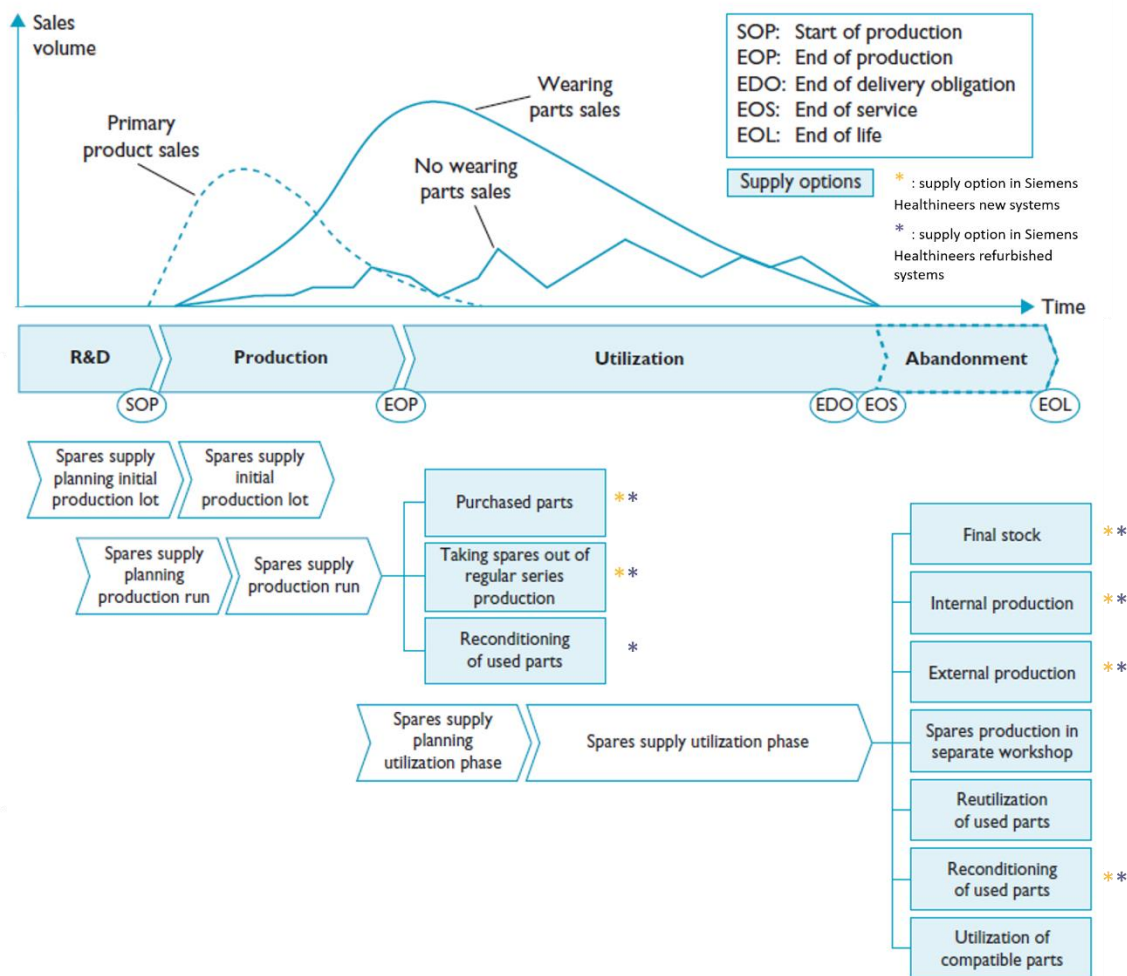 Sales
volume
SOP: Start of production
EOP: End of production
EDO: End of delivery obligation
EOS: End of service
EOL: End of life
Wearing
parts sales
Primary
product sales
No wearing
parts sales
Supply options
* : supply option in Siemens
Healthineers new systems
* : supply option in Siemens
Healthineers refurbished
systems
Time
R&D
Production
Utilization
Abandonment
SOP
EOP
EDO
EOS
EOL
Spares supply
planning initial
production lot
Spares supply
initial
production lot
Spares supply
planning
production run
Spares supply
production run
Purchased parts
**
Taking spares out of
regular series
production
**
Reconditioning
of used parts
*
Spares supply
planning
utilization phase
Spares supply utilization phase
Final stock
**
Internal production
**
External production
**
Spares production in
separate workshop
Reutilization
of used parts
Reconditioning
of used parts
**
Utilization of
compatible parts